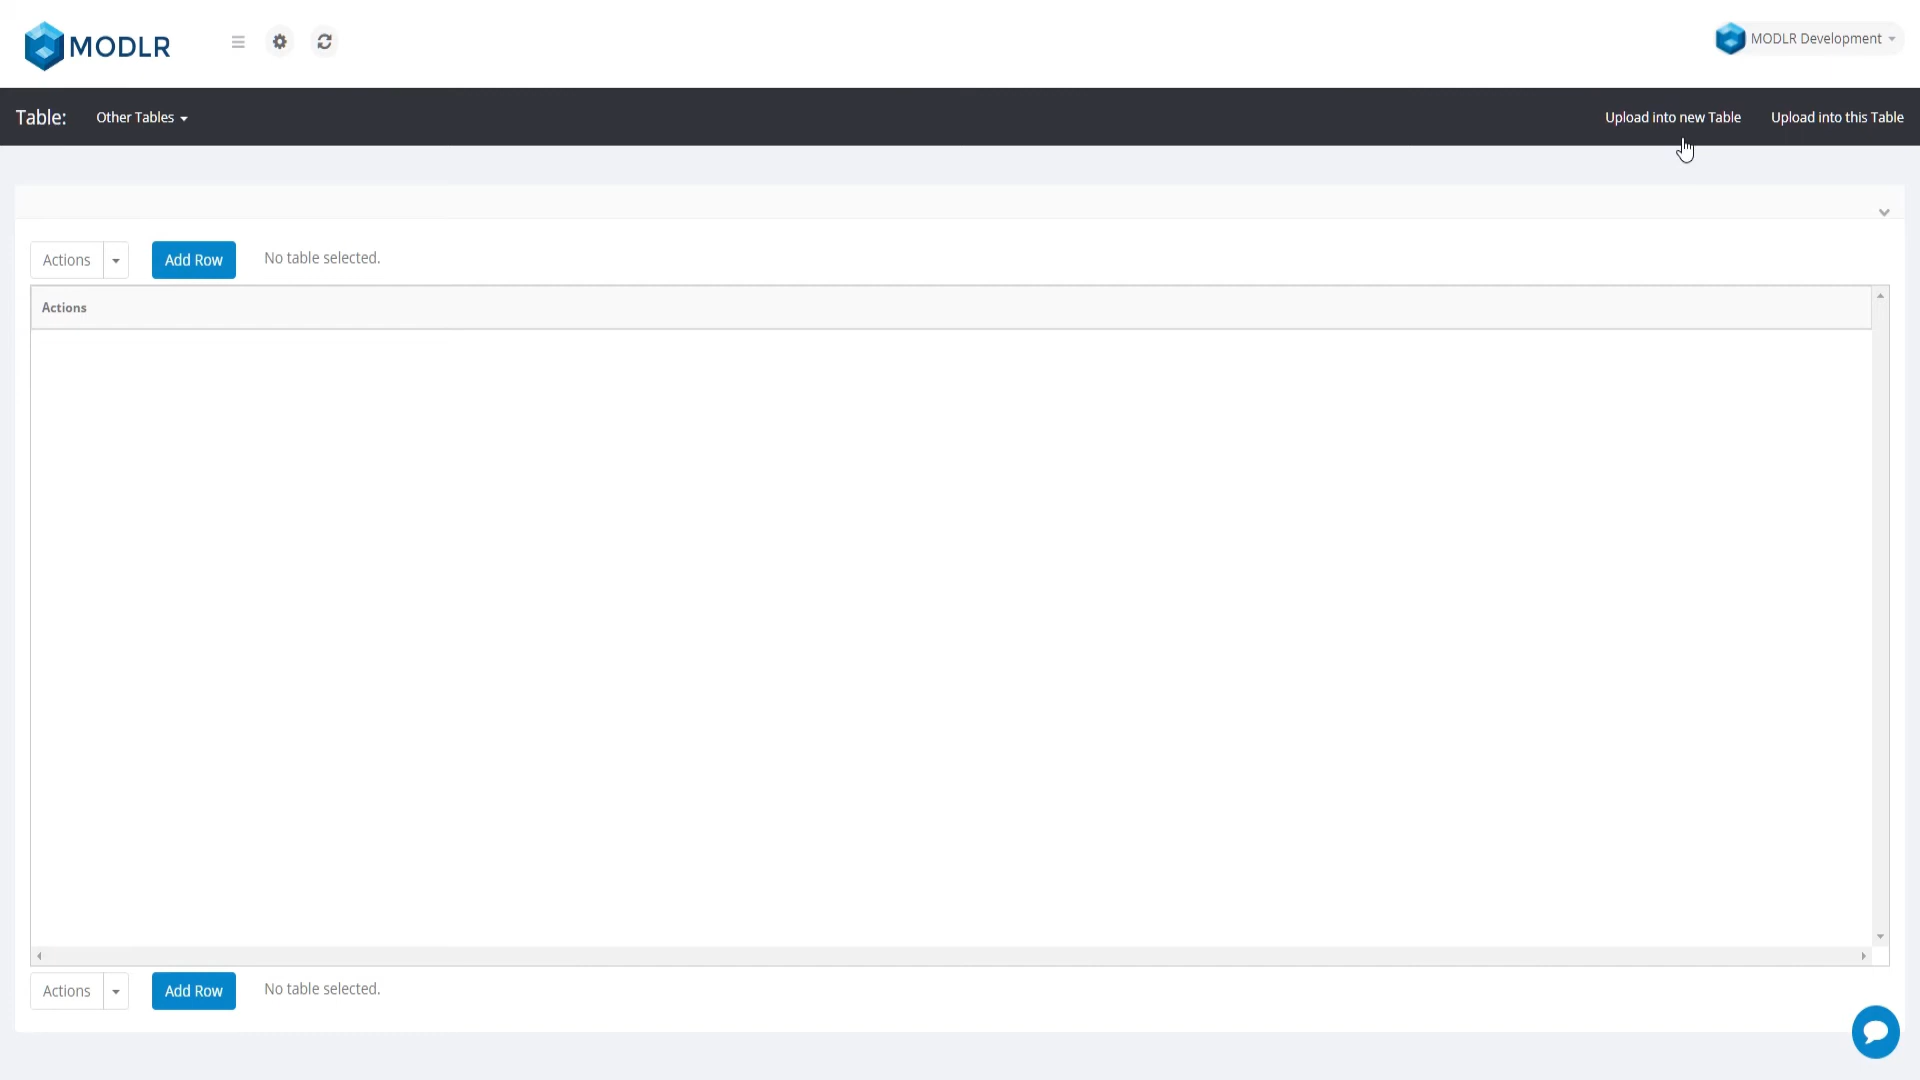 MODLR
MODLR Development
Table: Other Tables Upload into new Table Upload into this Table
Actions Add Row No table selected.
Actions
Actions Add Row No table selected.